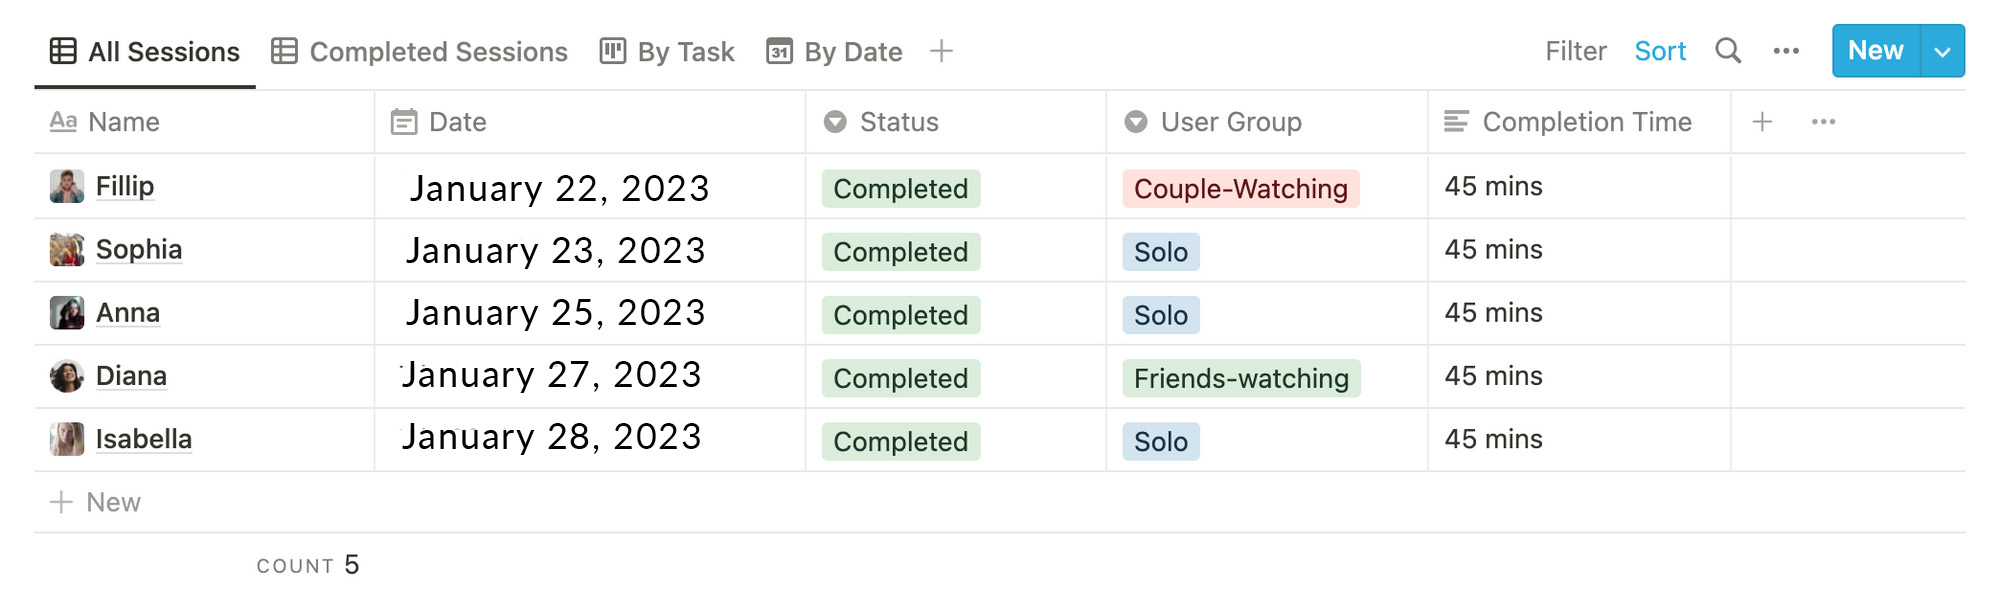 All Sessions Completed Sessions By Task 31 By Date Filter Sort New
Aa Name Date Status User Group Completion Time
Fillip January 22, 2023 Completed Couple-Watching 45 mins
Sophia January 23, 2023 Completed Solo 45 mins
Anna January 25, 2023 Completed Solo 45 mins
Diana January 27, 2023 Completed Friends-watching 45 mins
Isabella January 28, 2023 Completed Solo 45 mins
New
COUNT 5